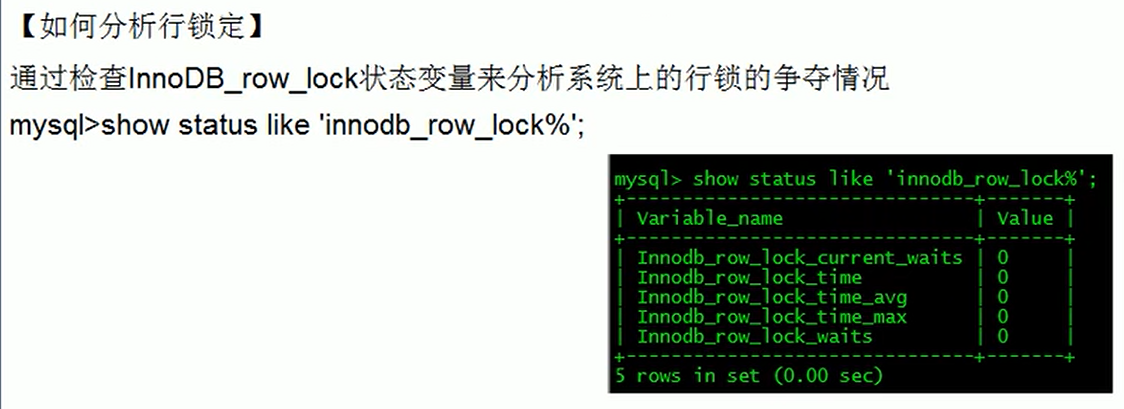 【如何分析行锁定】
通过检查InnoDB_row_lock状态变量来分析系统上的行锁的争夺情况
mysql>show status like 'innodb_row_lock%';
mysql> show status like 'innodb_row_lock%';
+-------------------------------+-------+
| Variable_name                 | Value |
+-------------------------------+-------+
| Innodb_row_lock_current_waits | 0     |
| Innodb_row_lock_time          | 0     |
| Innodb_row_lock_time_avg      | 0     |
| Innodb_row_lock_time_max      | 0     |
| Innodb_row_lock_waits         | 0     |
+-------------------------------+-------+
5 rows in set (0.00 sec)